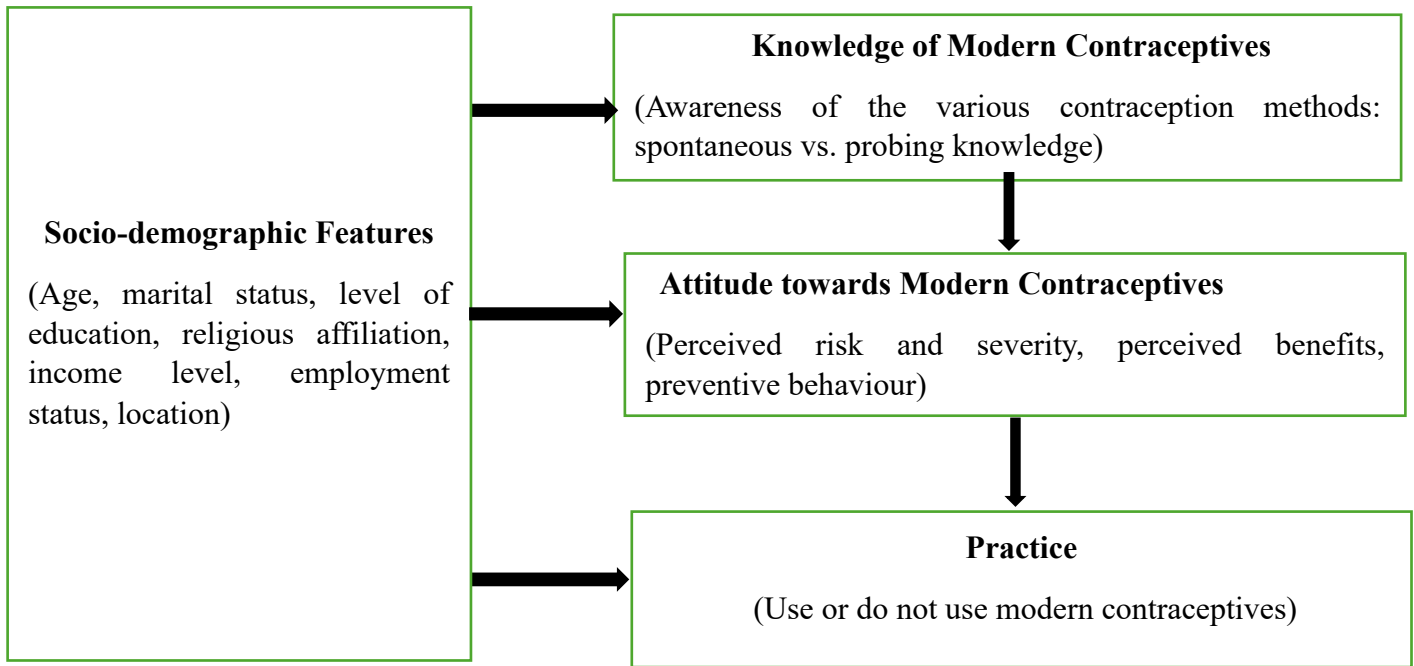 Socio-demographic Features
(Age, marital status, level of
education, religious affiliation,
income level, employment
status, location)
Knowledge of Modern Contraceptives
(Awareness of the various contraception methods:
spontaneous vs. probing knowledge)
Attitude towards Modern Contraceptives
(Perceived risk and severity, perceived benefits,
preventive behaviour)
Practice
(Use or do not use modern contraceptives)